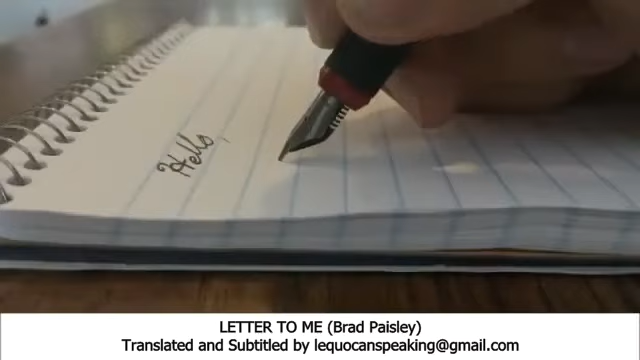 Hello,
LETTER TO ME (Brad Paisley)
Translated and Subtitled by lequocanspeaking@gmail.com